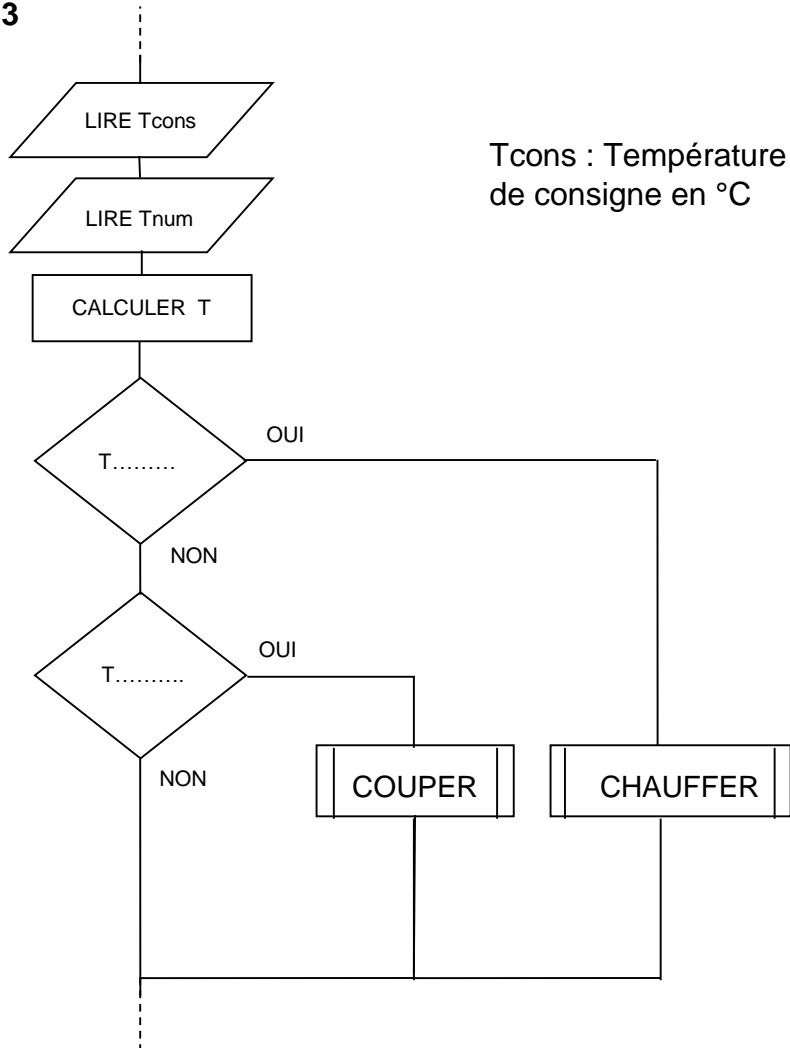 3
LIRE Tcons
Tcons : Température
de consigne en °C
LIRE Tnum
CALCULER T
OUI
T………
NON
OUI
T……….
NON
COUPER
CHAUFFER